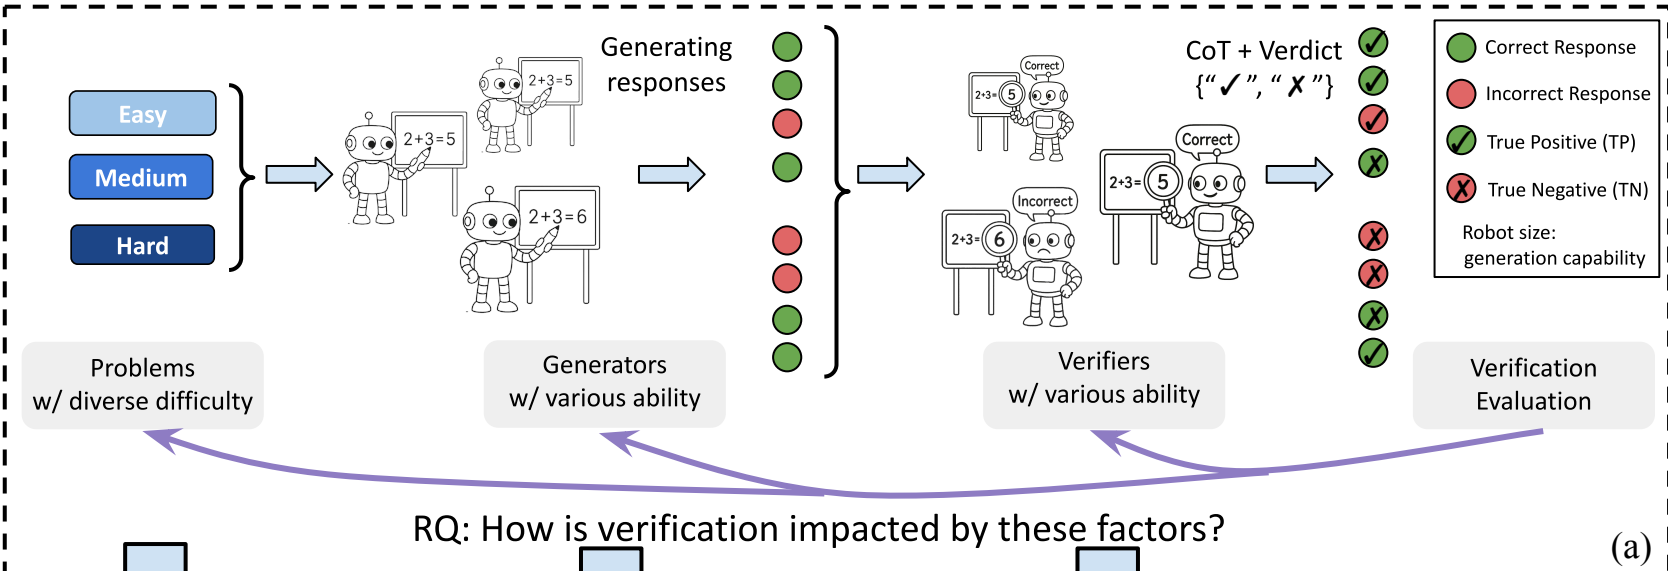 Easy
Medium
Hard
2+3=5
2+3=5
2+3=6
Generating
responses
2+3=
5
Correct
2+3=
6
Incorrect
2+3=
5
Correct
CoT + Verdict
{“✓”, “✗”}
Correct Response
Incorrect Response
True Positive (TP)
True Negative (TN)
Robot size:
generation capability
Problems
w/ diverse difficulty
Generators
w/ various ability
Verifiers
w/ various ability
Verification
Evaluation
RQ: How is verification impacted by these factors?
(a)